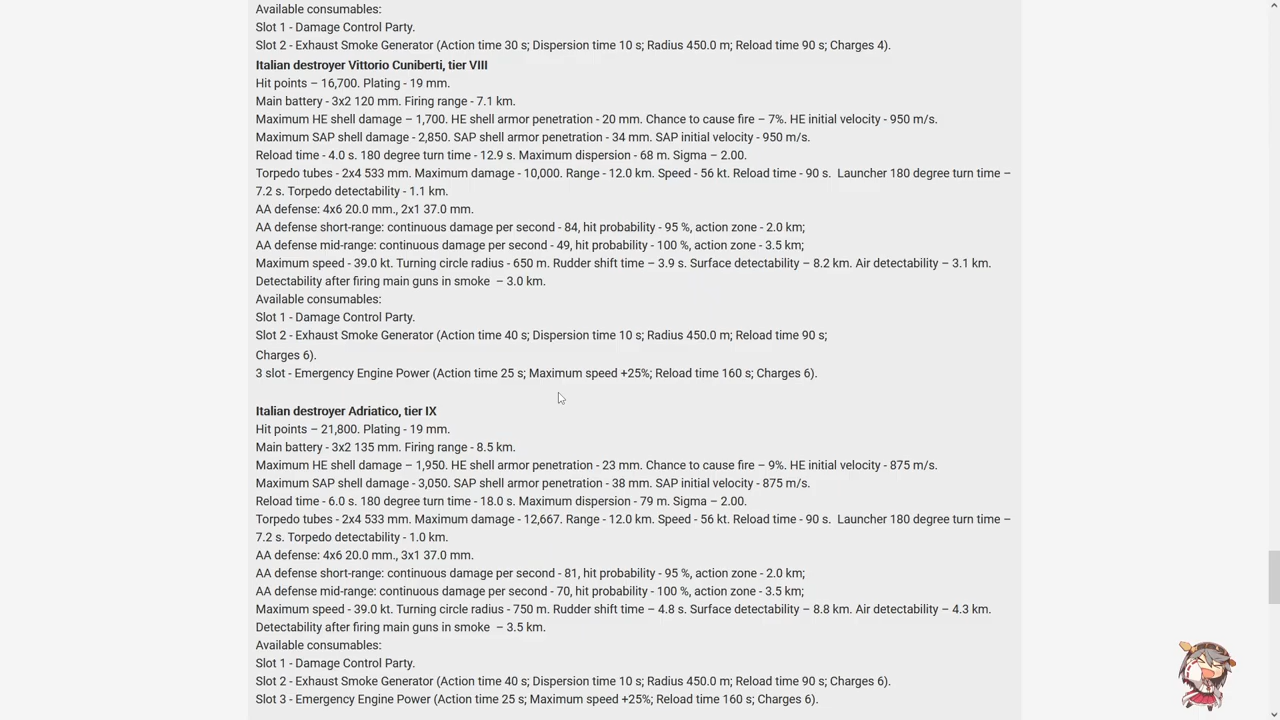 Available consumables:
Slot 1 - Damage Control Party.
Slot 2 - Exhaust Smoke Generator (Action time 30 s; Dispersion time 10 s; Radius 450.0 m; Reload time 90 s; Charges 4).
Italian destroyer Vittorio Cuniberti, tier VIII
Hit points – 16,700. Plating - 19 mm.
Main battery - 3x2 120 mm. Firing range - 7.1 km.
Maximum HE shell damage – 1,700. HE shell armor penetration - 20 mm. Chance to cause fire – 7%. HE initial velocity - 950 m/s.
Maximum SAP shell damage - 2,850. SAP shell armor penetration - 34 mm. SAP initial velocity - 950 m/s.
Reload time - 4.0 s. 180 degree turn time - 12.9 s. Maximum dispersion - 68 m. Sigma – 2.00.
Torpedo tubes - 2x4 533 mm. Maximum damage - 10,000. Range - 12.0 km. Speed - 56 kt. Reload time - 90 s.  Launcher 180 degree turn time –
7.2 s. Torpedo detectability - 1.1 km.
AA defense: 4x6 20.0 mm., 2x1 37.0 mm.
AA defense short-range: continuous damage per second - 84, hit probability - 95 %, action zone - 2.0 km;
AA defense mid-range: continuous damage per second - 49, hit probability - 100 %, action zone - 3.5 km;
Maximum speed - 39.0 kt. Turning circle radius - 650 m. Rudder shift time – 3.9 s. Surface detectability – 8.2 km. Air detectability – 3.1 km.
Detectability after firing main guns in smoke  – 3.0 km.
Available consumables:
Slot 1 - Damage Control Party.
Slot 2 - Exhaust Smoke Generator (Action time 40 s; Dispersion time 10 s; Radius 450.0 m; Reload time 90 s;
Charges 6).
3 slot - Emergency Engine Power (Action time 25 s; Maximum speed +25%; Reload time 160 s; Charges 6).
Italian destroyer Adriatico, tier IX
Hit points – 21,800. Plating - 19 mm.
Main battery - 3x2 135 mm. Firing range - 8.5 km.
Maximum HE shell damage – 1,950. HE shell armor penetration - 23 mm. Chance to cause fire – 9%. HE initial velocity - 875 m/s.
Maximum SAP shell damage - 3,050. SAP shell armor penetration - 38 mm. SAP initial velocity - 875 m/s.
Reload time - 6.0 s. 180 degree turn time - 18.0 s. Maximum dispersion - 79 m. Sigma – 2.00.
Torpedo tubes - 2x4 533 mm. Maximum damage - 12,667. Range - 12.0 km. Speed - 56 kt. Reload time - 90 s.  Launcher 180 degree turn time –
7.2 s. Torpedo detectability - 1.0 km.
AA defense: 4x6 20.0 mm., 3x1 37.0 mm.
AA defense short-range: continuous damage per second - 81, hit probability - 95 %, action zone - 2.0 km;
AA defense mid-range: continuous damage per second - 70, hit probability - 100 %, action zone - 3.5 km;
Maximum speed - 39.0 kt. Turning circle radius - 750 m. Rudder shift time – 4.8 s. Surface detectability – 8.8 km. Air detectability – 4.3 km.
Detectability after firing main guns in smoke  – 3.5 km.
Available consumables:
Slot 1 - Damage Control Party.
Slot 2 - Exhaust Smoke Generator (Action time 40 s; Dispersion time 10 s; Radius 450.0 m; Reload time 90 s; Charges 6).
Slot 3 - Emergency Engine Power (Action time 25 s; Maximum speed +25%; Reload time 160 s; Charges 6).